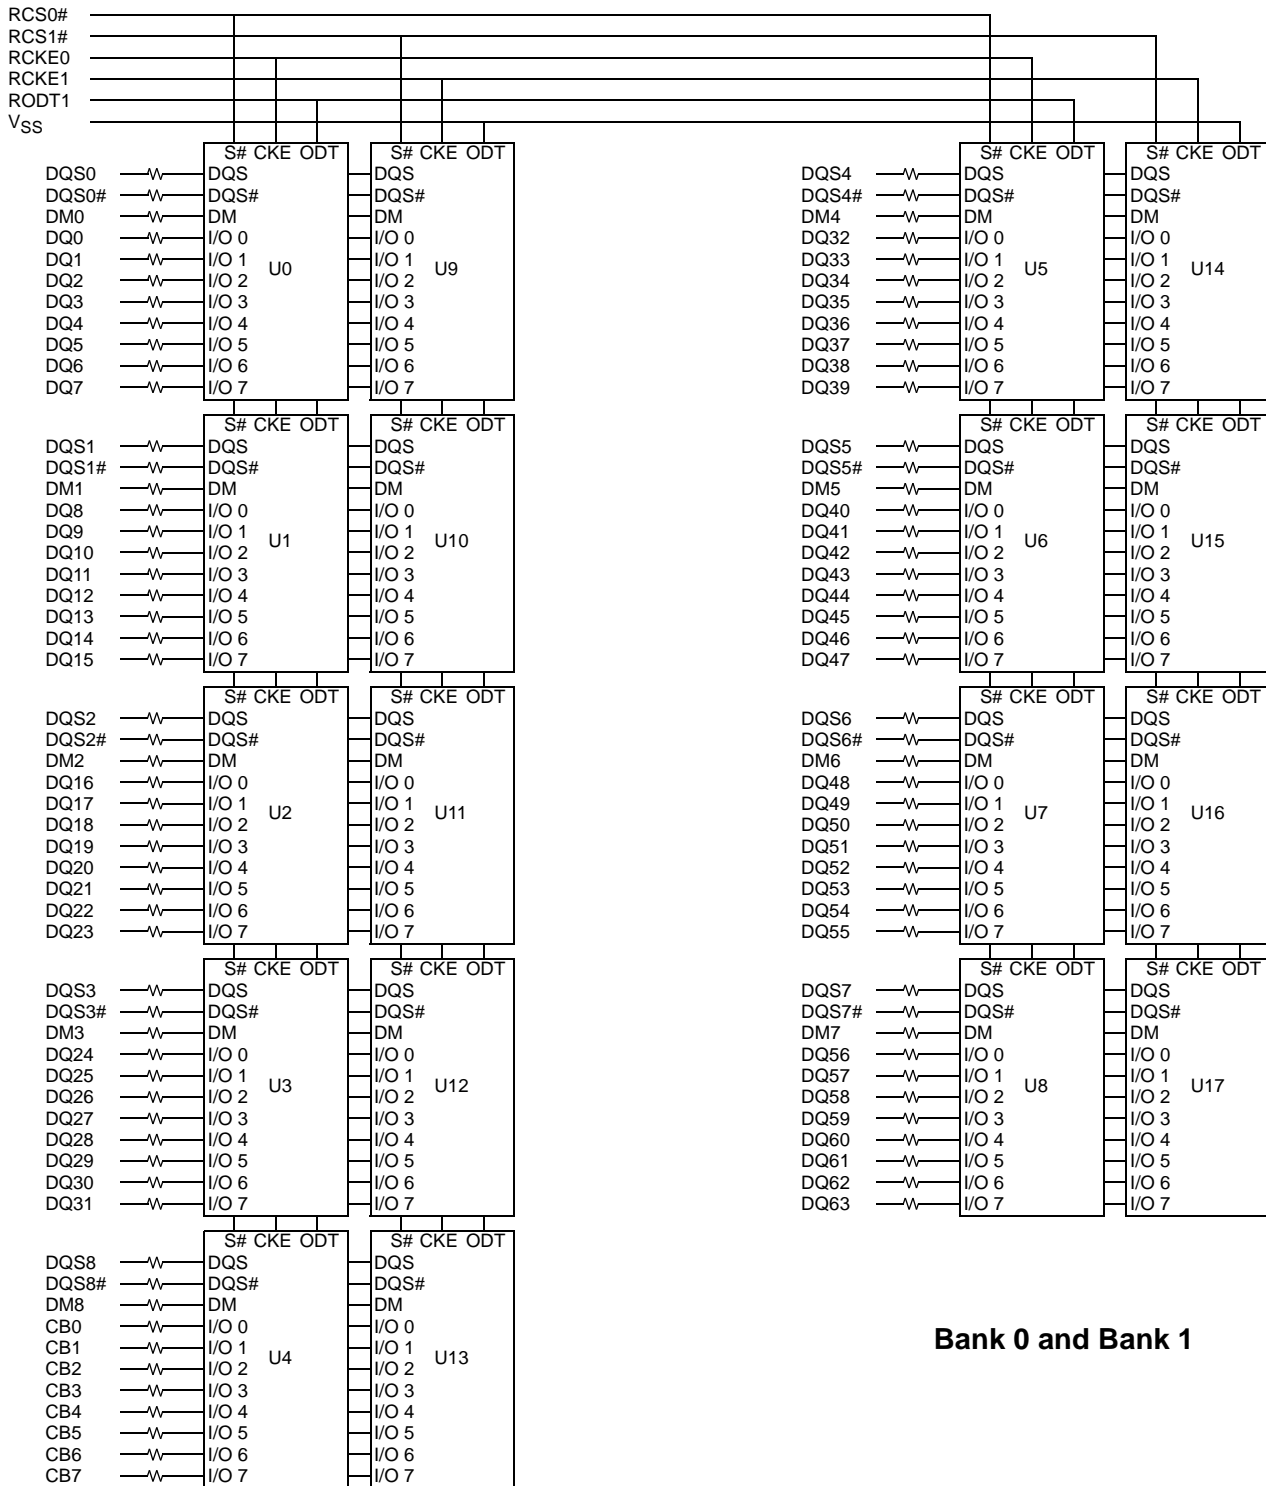 RCS0#
RCS1#
RCKE0
RCKE1
RODT1
VSS
S# CKE ODT
DQS0 DQS
DQS0# DQS#
DM0 DM
DQ0 I/O 0
DQ1 I/O 1
DQ2 I/O 2
DQ3 I/O 3
DQ4 I/O 4
DQ5 I/O 5
DQ6 I/O 6
DQ7 I/O 7
U0
S# CKE ODT
DQS
DQS#
DM
I/O 0
I/O 1
I/O 2
I/O 3
I/O 4
I/O 5
I/O 6
I/O 7
U9
S# CKE ODT
DQS1 DQS
DQS1# DQS#
DM1 DM
DQ8 I/O 0
DQ9 I/O 1
DQ10 I/O 2
DQ11 I/O 3
DQ12 I/O 4
DQ13 I/O 5
DQ14 I/O 6
DQ15 I/O 7
U1
S# CKE ODT
DQS
DQS#
DM
I/O 0
I/O 1
I/O 2
I/O 3
I/O 4
I/O 5
I/O 6
I/O 7
U10
S# CKE ODT
DQS2 DQS
DQS2# DQS#
DM2 DM
DQ16 I/O 0
DQ17 I/O 1
DQ18 I/O 2
DQ19 I/O 3
DQ20 I/O 4
DQ21 I/O 5
DQ22 I/O 6
DQ23 I/O 7
U2
S# CKE ODT
DQS
DQS#
DM
I/O 0
I/O 1
I/O 2
I/O 3
I/O 4
I/O 5
I/O 6
I/O 7
U11
S# CKE ODT
DQS3 DQS
DQS3# DQS#
DM3 DM
DQ24 I/O 0
DQ25 I/O 1
DQ26 I/O 2
DQ27 I/O 3
DQ28 I/O 4
DQ29 I/O 5
DQ30 I/O 6
DQ31 I/O 7
U3
S# CKE ODT
DQS
DQS#
DM
I/O 0
I/O 1
I/O 2
I/O 3
I/O 4
I/O 5
I/O 6
I/O 7
U12
S# CKE ODT
DQS8 DQS
DQS8# DQS#
DM8 DM
CB0 I/O 0
CB1 I/O 1
CB2 I/O 2
CB3 I/O 3
CB4 I/O 4
CB5 I/O 5
CB6 I/O 6
CB7 I/O 7
U4
S# CKE ODT
DQS
DQS#
DM
I/O 0
I/O 1
I/O 2
I/O 3
I/O 4
I/O 5
I/O 6
I/O 7
U13
S# CKE ODT
DQS4 DQS
DQS4# DQS#
DM4 DM
DQ32 I/O 0
DQ33 I/O 1
DQ34 I/O 2
DQ35 I/O 3
DQ36 I/O 4
DQ37 I/O 5
DQ38 I/O 6
DQ39 I/O 7
U5
S# CKE ODT
DQS
DQS#
DM
I/O 0
I/O 1
I/O 2
I/O 3
I/O 4
I/O 5
I/O 6
I/O 7
U14
S# CKE ODT
DQS5 DQS
DQS5# DQS#
DM5 DM
DQ40 I/O 0
DQ41 I/O 1
DQ42 I/O 2
DQ43 I/O 3
DQ44 I/O 4
DQ45 I/O 5
DQ46 I/O 6
DQ47 I/O 7
U6
S# CKE ODT
DQS
DQS#
DM
I/O 0
I/O 1
I/O 2
I/O 3
I/O 4
I/O 5
I/O 6
I/O 7
U15
S# CKE ODT
DQS6 DQS
DQS6# DQS#
DM6 DM
DQ48 I/O 0
DQ49 I/O 1
DQ50 I/O 2
DQ51 I/O 3
DQ52 I/O 4
DQ53 I/O 5
DQ54 I/O 6
DQ55 I/O 7
U7
S# CKE ODT
DQS
DQS#
DM
I/O 0
I/O 1
I/O 2
I/O 3
I/O 4
I/O 5
I/O 6
I/O 7
U16
S# CKE ODT
DQS7 DQS
DQS7# DQS#
DM7 DM
DQ56 I/O 0
DQ57 I/O 1
DQ58 I/O 2
DQ59 I/O 3
DQ60 I/O 4
DQ61 I/O 5
DQ62 I/O 6
DQ63 I/O 7
U8
S# CKE ODT
DQS
DQS#
DM
I/O 0
I/O 1
I/O 2
I/O 3
I/O 4
I/O 5
I/O 6
I/O 7
U17
Bank 0 and Bank 1